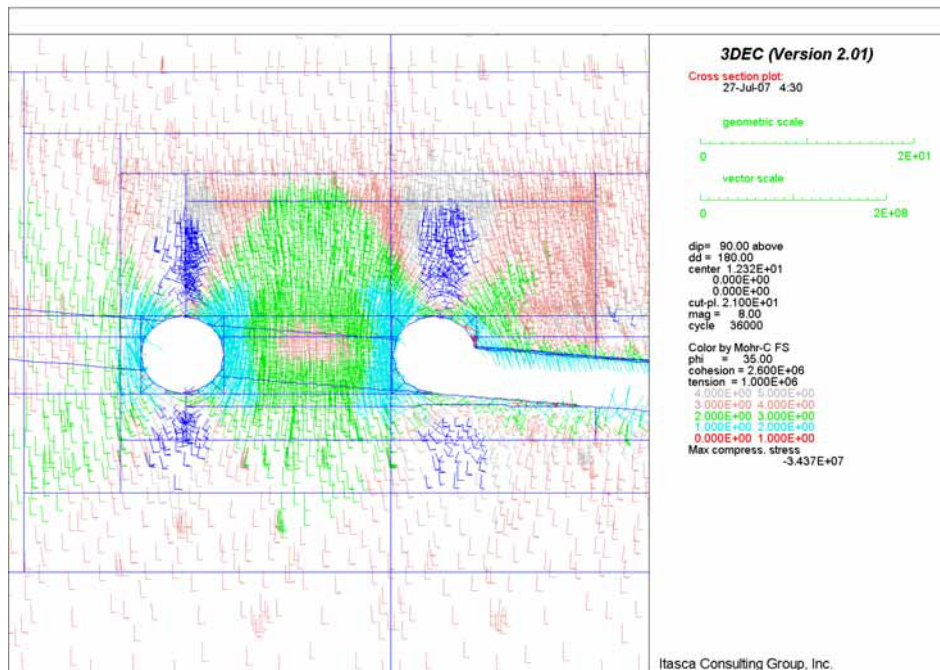 3DEC (Version 2.01)
Cross section plot:
27-Jul-07 4:30
geometric scale
0 2E+01
vector scale
0 2E+08
dip= 90.00 above
dd = 180.00
center 1.232E+01
0.000E+00
0.000E+00
cut-pl. 2.100E+01
mag = 8.00
cycle 36000
Color by Mohr-C FS
phi = 35.00
cohesion = 2.600E+06
tension = 1.000E+06
4.000E+00 5.000E+00
3.000E+00 4.000E+00
2.000E+00 3.000E+00
1.000E+00 2.000E+00
0.000E+00 1.000E+00
Max compress. stress
-3.437E+07
Itasca Consulting Group, Inc.